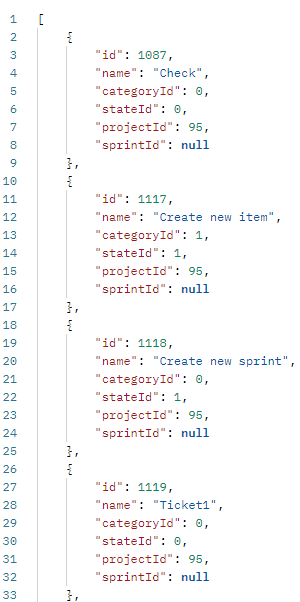 1 [
2 {
3 "id": 1087,
4 "name": "Check",
5 "categoryId": 0,
6 "stateId": 0,
7 "projectId": 95,
8 "sprintId": null
9 },
10 {
11 "id": 1117,
12 "name": "Create new item",
13 "categoryId": 1,
14 "stateId": 1,
15 "projectId": 95,
16 "sprintId": null
17 },
18 {
19 "id": 1118,
20 "name": "Create new sprint",
21 "categoryId": 0,
22 "stateId": 1,
23 "projectId": 95,
24 "sprintId": null
25 },
26 {
27 "id": 1119,
28 "name": "Ticket1",
29 "categoryId": 0,
30 "stateId": 0,
31 "projectId": 95,
32 "sprintId": null
33 },